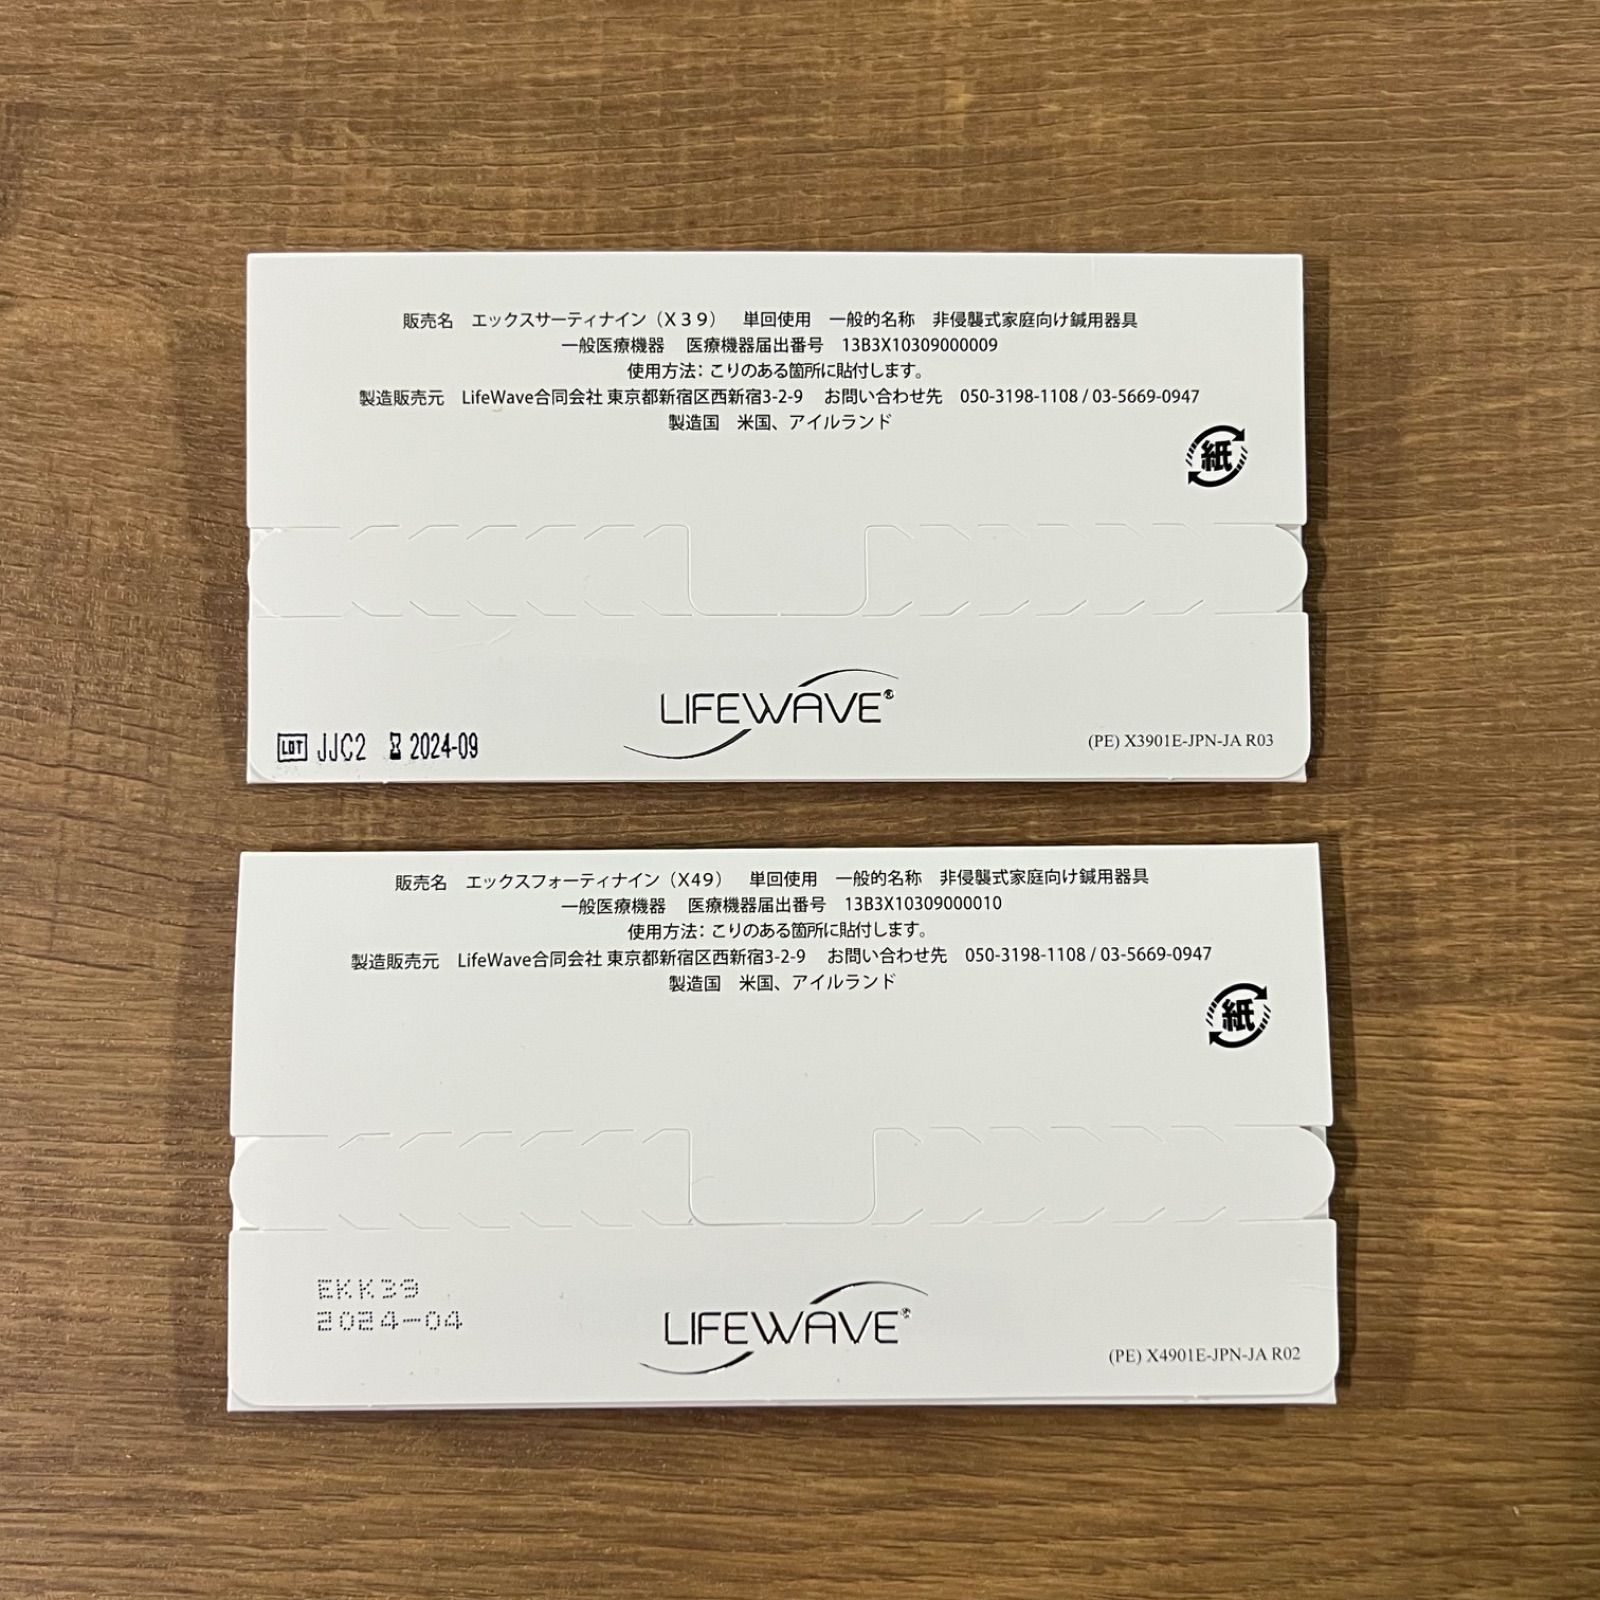 販売名　エックスサーティナイン（X３９）　単回使用　一般的名称　非侵襲式家庭向け鍼用器具
一般医療機器　医療機器届出番号　13B3X10309000009
使用方法：こりのある箇所に貼付します。
製造販売元　LifeWave合同会社 東京都新宿区西新宿3-2-9　お問い合わせ先　050-3198-1108 / 03-5669-0947
製造国　米国、アイルランド
紙
LIFEWAVE®
LOT JJC2 2024-09
(PE) X3901E-JPN-JA R03
販売名　エックスフォーティナイン（X49）　単回使用　一般的名称　非侵襲式家庭向け鍼用器具
一般医療機器　医療機器届出番号　13B3X10309000010
使用方法：こりのある箇所に貼付します。
製造販売元　LifeWave合同会社 東京都新宿区西新宿3-2-9　お問い合わせ先　050-3198-1108 / 03-5669-0947
製造国　米国、アイルランド
紙
EKK39
2024-04
LIFEWAVE®
(PE) X4901E-JPN-JA R02